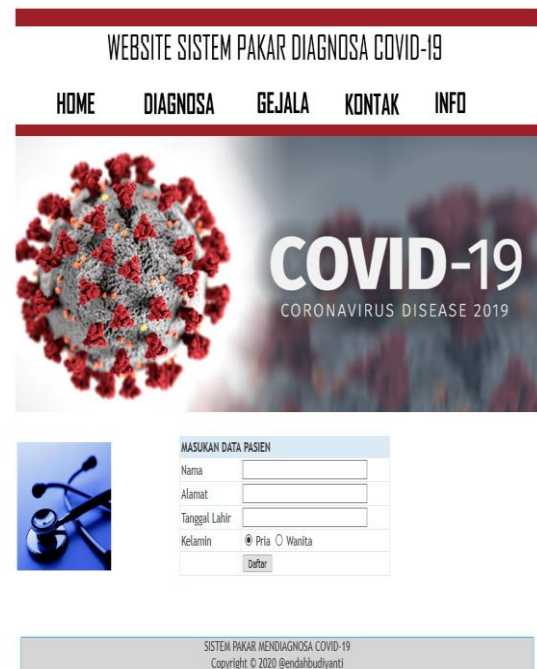 WEBSITE SISTEM PAKAR DIAGNOSA COVID-19
HOME DIAGNOSA GEJALA KONTAK INFO
COVID-19
CORONAVIRUS DISEASE 2019
MASUKAN DATA PASIEN
Nama
Alamat
Tanggal Lahir
Kelamin Pria Wanita
Daftar
SISTEM PAKAR MENDIAGNOSA COVID-19
Copyright © 2020 @endahbudiyanti